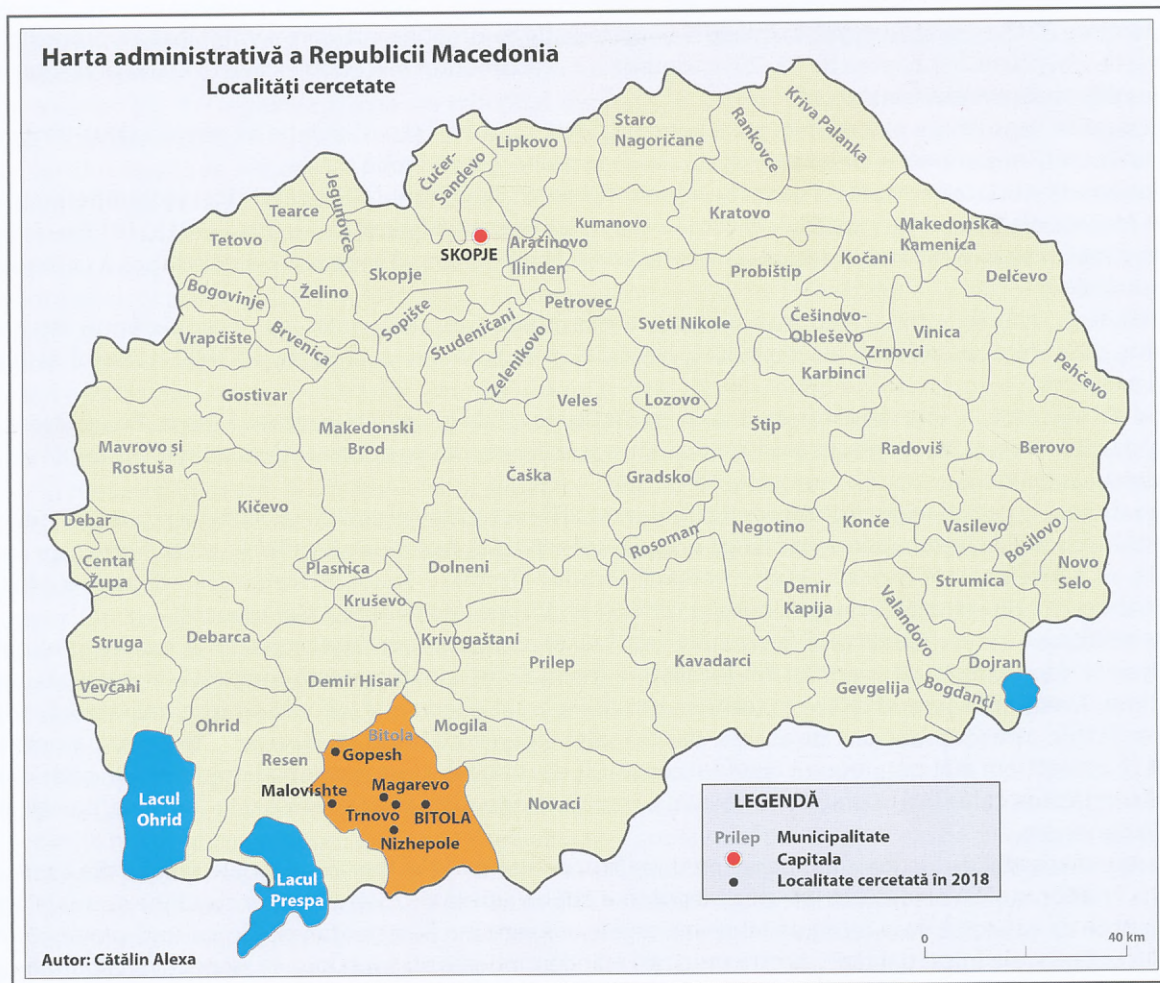 Harta administrativă a Republicii Macedonia
Localități cercetate
Kriva Palanka
Rankovce
Staro
Nagoričane
Lipkovo
Čučer-
Sandevo
Jegunovce
Tearce
Tetovo
Kumanovo
Kratovo
Makedonska
Kamenica
Aračinovo
SKOPJE
Ilinden
Skopje
Probištip
Kočani
Delčevo
Bogovinje
Želino
Petrovec
Vrapčište
Brvenica
Sopište
Studeničani
Zelenikovo
Sveti Nikole
Češinovo-
Obleševo
Zrnovci
Vinica
Karbinci
Pehčevo
Gostivar
Veles
Lozovo
Makedonski
Brod
Štip
Mavrovo și
Rostuša
Radoviš
Berovo
Čaška
Gradsko
Kičevo
Debar
Rosoman
Negotino
Konče
Vasilevo
Bosilovo
Centar
Župa
Plasnica
Dolneni
Novo
Selo
Strumica
Demir
Kapija
Kruševo
Valandovo
Struga
Debarca
Krivogaštani
Prilep
Kavadarci
Dojran
Vevčani
Demir Hisar
Gevgelija
Bogdanci
Ohrid
Mogila
Bitola
Resen
Gopesh
Malovishte
Magarevo
Trnovo
BITOLA
Nizhepole
Novaci
Lacul
Ohrid
Lacul
Prespa
LEGENDĂ
Prilep Municipalitate
Capitala
Localitate cercetată în 2018
0 40 km
Autor: Cătălin Alexa